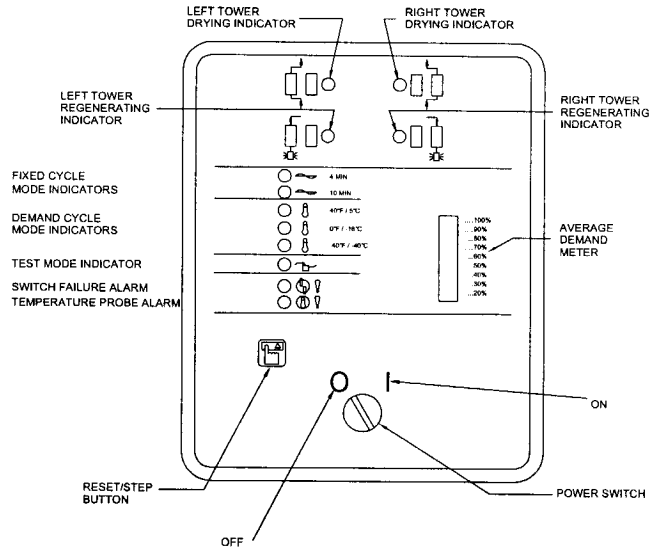 LEFT TOWER
DRYING INDICATOR
RIGHT TOWER
DRYING INDICATOR
LEFT TOWER
REGENERATING
INDICATOR
RIGHT TOWER
REGENERATING
INDICATOR
FIXED CYCLE
MODE INDICATORS
4 MIN
10 MIN
DEMAND CYCLE
MODE INDICATORS
40°F / 5°C
0°F / -18°C
-40°F / -40°C
TEST MODE INDICATOR
SWITCH FAILURE ALARM
TEMPERATURE PROBE ALARM
....100%
....90%
....80%
....70%
....60%
....50%
....40%
....30%
....20%
AVERAGE
DEMAND
METER
ON
RESET/STEP
BUTTON
POWER SWITCH
OFF